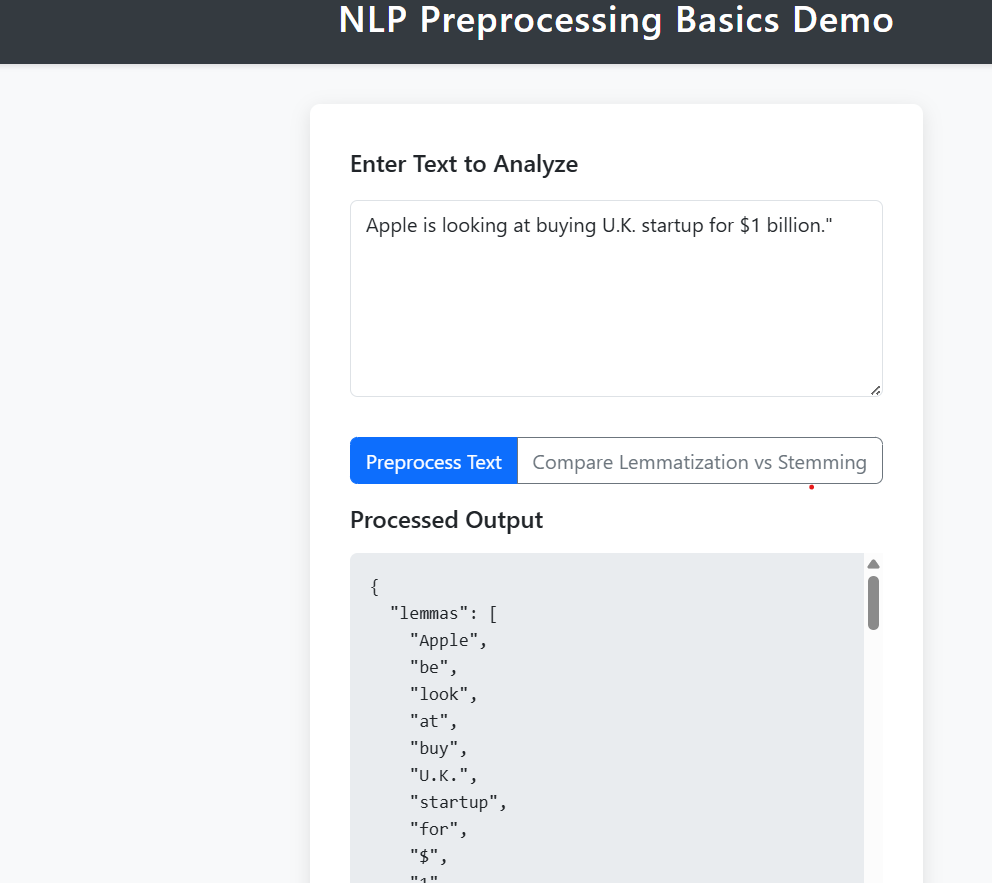 NLP Preprocessing Basics Demo
Enter Text to Analyze
Apple is looking at buying U.K. startup for $1 billion."
Preprocess Text
Compare Lemmatization vs Stemming
Processed Output
{
"lemmas": [
"Apple",
"be",
"look",
"at",
"buy",
"U.K.",
"startup",
"for",
"$",
"1"